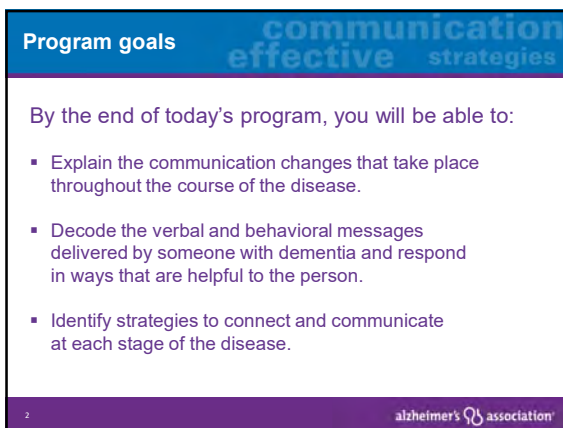 Program goals
communication
effective strategies
By the end of today’s program, you will be able to:
▪ Explain the communication changes that take place
throughout the course of the disease.
▪ Decode the verbal and behavioral messages
delivered by someone with dementia and respond
in ways that are helpful to the person.
▪ Identify strategies to connect and communicate
at each stage of the disease.
2
alzheimer’s association®